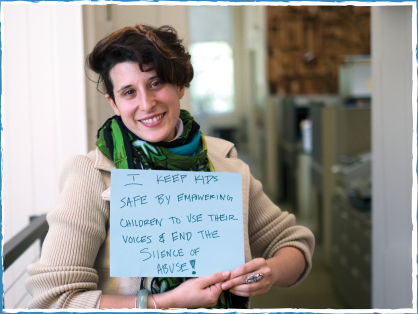 I KEEP KIDS
SAFE BY EMPOWERING
CHILDREN TO USE THEIR
VOICES & END THE
SILENCE OF
ABUSE!